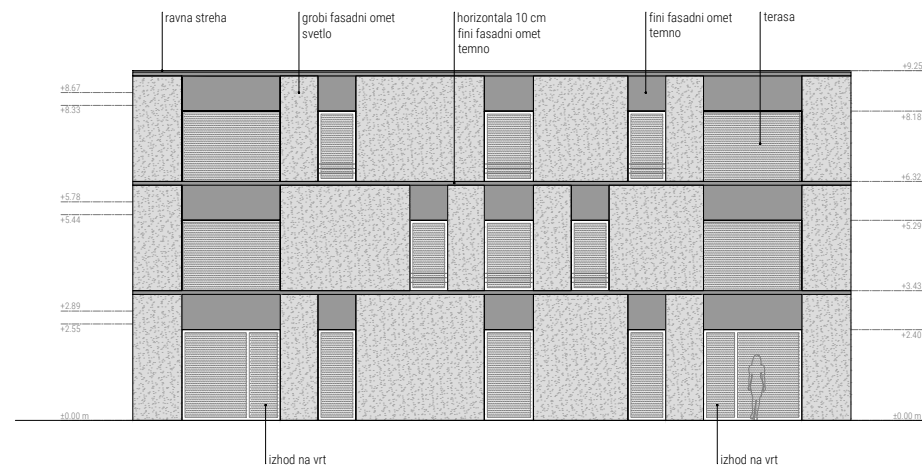 ravna streha
grobi fasadni omet
svetlo
horizontala 10 cm
fini fasadni omet
temno
fini fasadni omet
temno
terasa
+9.25
+8.67
+8.33
+8.18
+6.32
+5.78
+5.44
+5.29
+3.43
+2.89
+2.55
+2.40
±0.00 m
±0.00 m
izhod na vrt
izhod na vrt